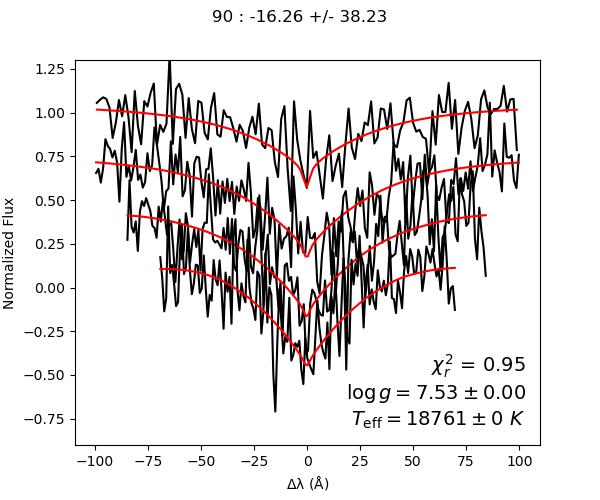 90 : -16.26 +/- 38.23
1.25
1.00
0.75
0.50
0.25
0.00
−0.25
−0.50
−0.75
Normalized Flux
χ²ᵣ = 0.95
log g = 7.53 ± 0.00
T_eff = 18761 ± 0 K
−100 −75 −50 −25 0 25 50 75 100
Δλ (Å)